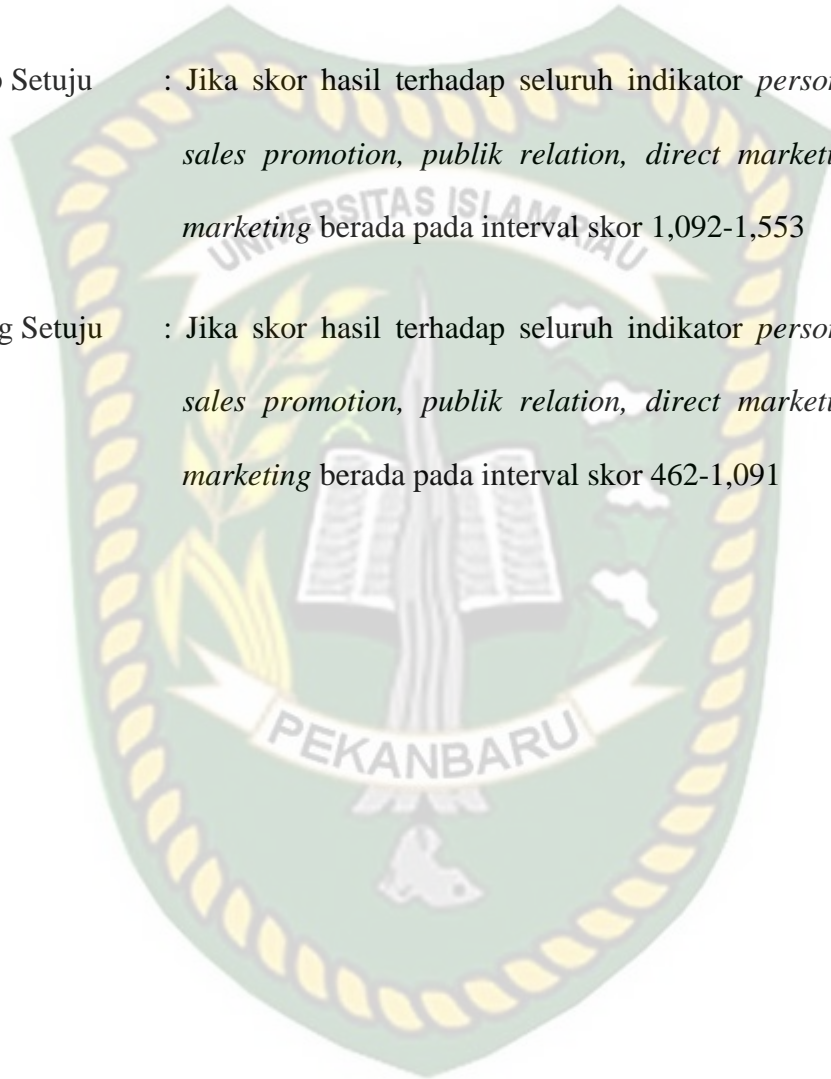 Setuju : Jika skor hasil terhadap seluruh indikator
sales promotion, publik relation, direct
marketing berada pada interval skor 1,092-1,553
Setuju : Jika skor hasil terhadap seluruh indikator
sales promotion, publik relation, direct
marketing berada pada interval skor 462-1,091
UNIVERSITAS ISLAM RIAU
PEKANBARU